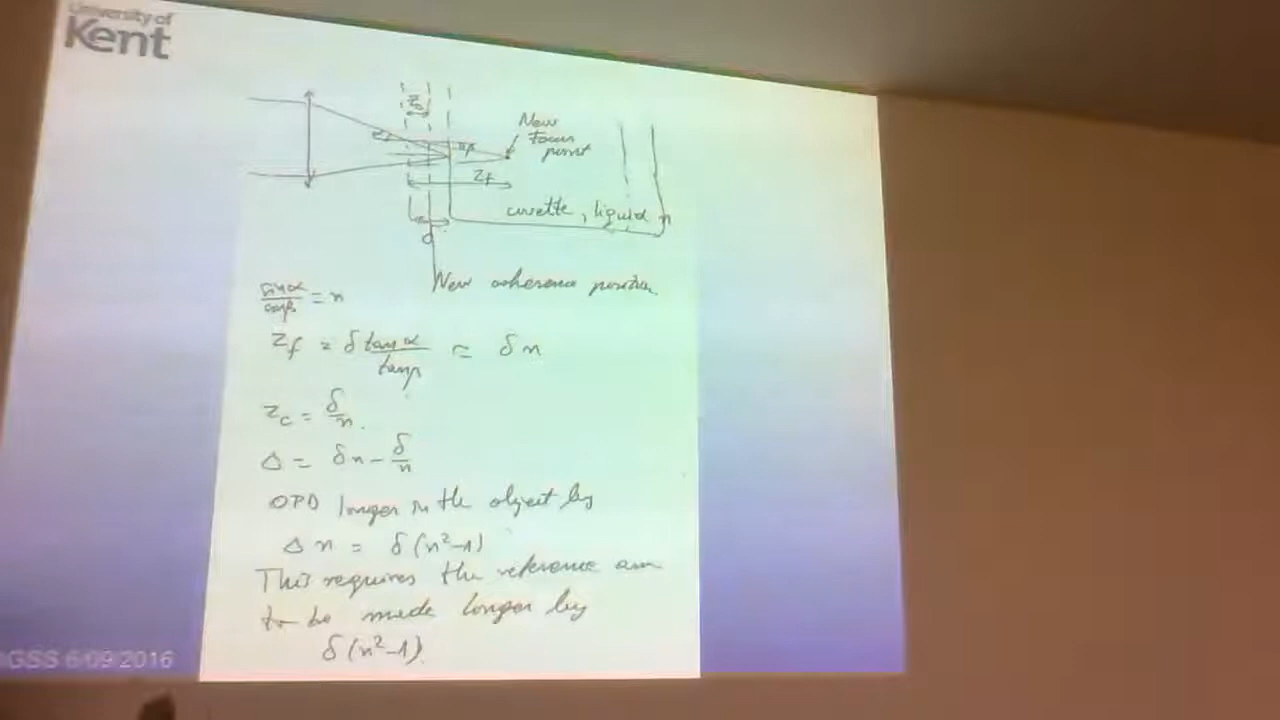 University of
Kent
New
Focus
point
α
β
zf
cuvette, liquid n
δ
New coherence position
sinα/sinβ = n
zf = δ tanα/tanβ ≈ δn
zc = δ/n.
Δ = δn - δ/n
OPD longer in the object by
Δn = δ(n²-1)
This requires the reference arm
to be made longer by
δ(n²-1).
GSS 6/09/2016